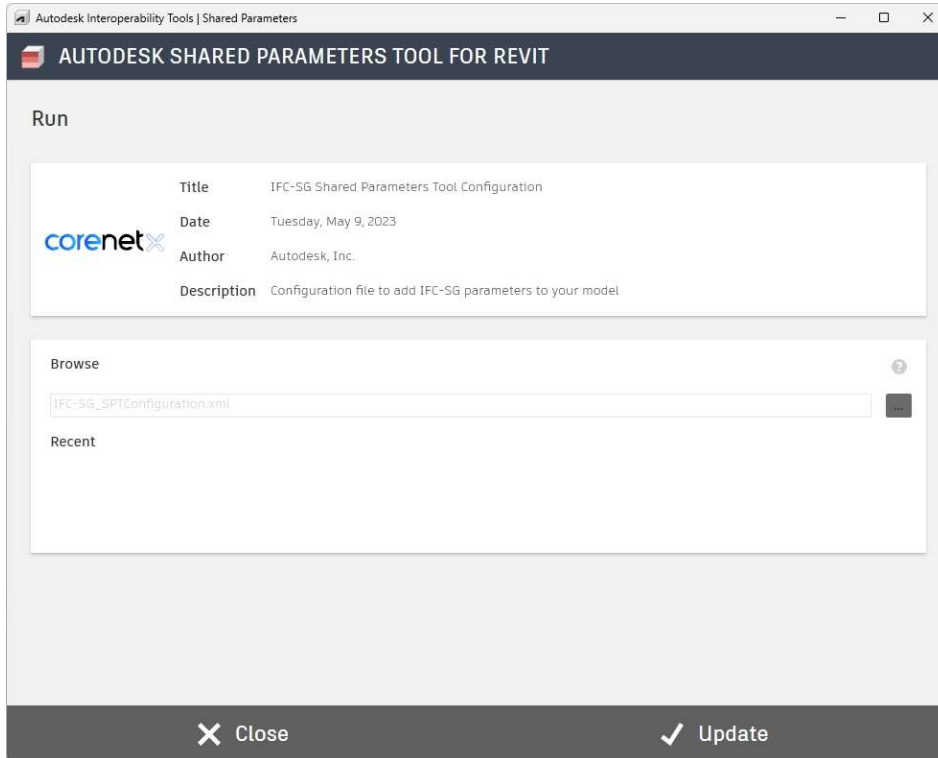 Autodesk Interoperability Tools | Shared Parameters
AUTODESK SHARED PARAMETERS TOOL FOR REVIT
Run
corenetX
Title IFC-SG Shared Parameters Tool Configuration
Date Tuesday, May 9, 2023
Author Autodesk, Inc.
Description Configuration file to add IFC-SG parameters to your model
Browse
?
IFC-SG_SPTConfiguration.xml
...
Recent
Close
Update